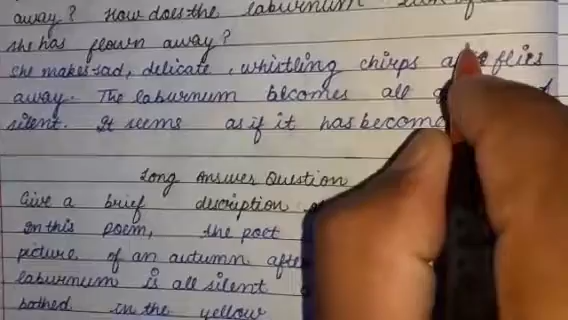 away? How does the laburnum
she has flown away?
She makes sad, delicate, whistling chirps flies
away. The laburnum becomes all
silent. It seems as if it has become
Long Answer Question
Give a brief description
In this poem, the poet
picture of an autumn after
laburnum is all silent
bathed in the yellow